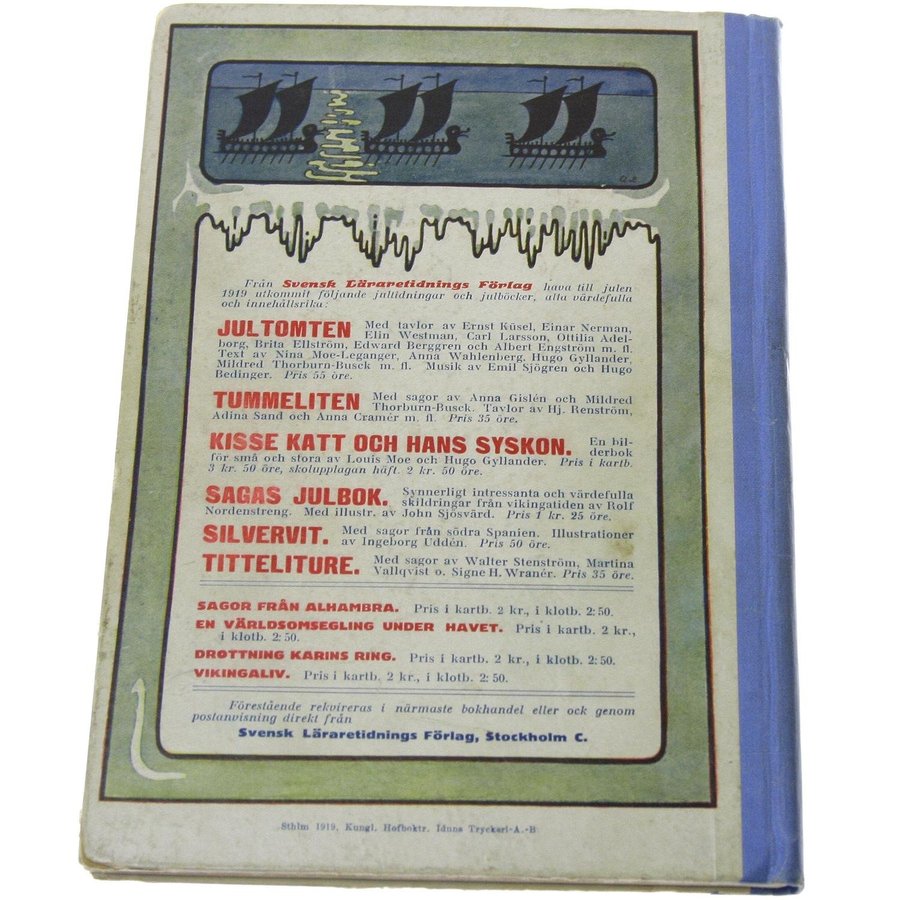 Från Svensk Läraretidnings Förlag hava till julen
1919 utkommit följande jultidningar och julböcker, alla värdefulla
och innehållsrika:
JULTOMTEN Med tavlor av Ernst Küsel, Einar Nerman,
Elin Westman, Carl Larsson, Ottilia Adel-
borg, Brita Ellström, Edward Berggren och Albert Engström m. fl.
Text av Nina Moe-Leganger, Anna Wahlenberg, Hugo Gyllander,
Mildred Thorburn-Busck m. fl. Musik av Emil Sjögren och Hugo
Bedinger. Pris 55 öre.
TUMMELITEN Med sagor av Anna Gislén och Mildred
Thorburn-Busck. Tavlor av Hj. Renström,
Adina Sand och Anna Cramér m. fl. Pris 35 öre.
KISSE KATT OCH HANS SYSKON. En bil-
derbok
för små och stora av Louis Moe och Hugo Gyllander. Pris i kartb.
3 kr. 50 öre, skolupplagan häft. 2 kr. 50 öre.
SAGAS JULBOK. Synnerligt intressanta och värdefulla
skildringar från vikingatiden av Rolf
Nordenstreng. Med illustr. av John Sjösvärd. Pris 1 kr. 25 öre.
SILVERVIT. Med sagor från södra Spanien. Illustrationer
av Ingeborg Uddén. Pris 50 öre.
TITTELITURE. Med sagor av Walter Stenström, Martina
Vallqvist o. Signe H. Wranér. Pris 35 öre.
SAGOR FRÅN ALHAMBRA. Pris i kartb. 2 kr., i klotb. 2:50.
EN VÄRLDSOMSEGLING UNDER HAVET. Pris i kartb. 2 kr.,
i klotb. 2:50.
DROTTNING KARINS RING. Pris i kartb. 2 kr., i klotb. 2:50.
VIKINGALIV. Pris i kartb. 2 kr., i klotb. 2:50.
Förestående rekvireras i närmaste bokhandel eller ock genom
postanvisning direkt från
Svensk Läraretidnings Förlag, Stockholm C.
Sthlm 1919, Kungl. Hofboktr. Iduns Tryckeri-A.-B